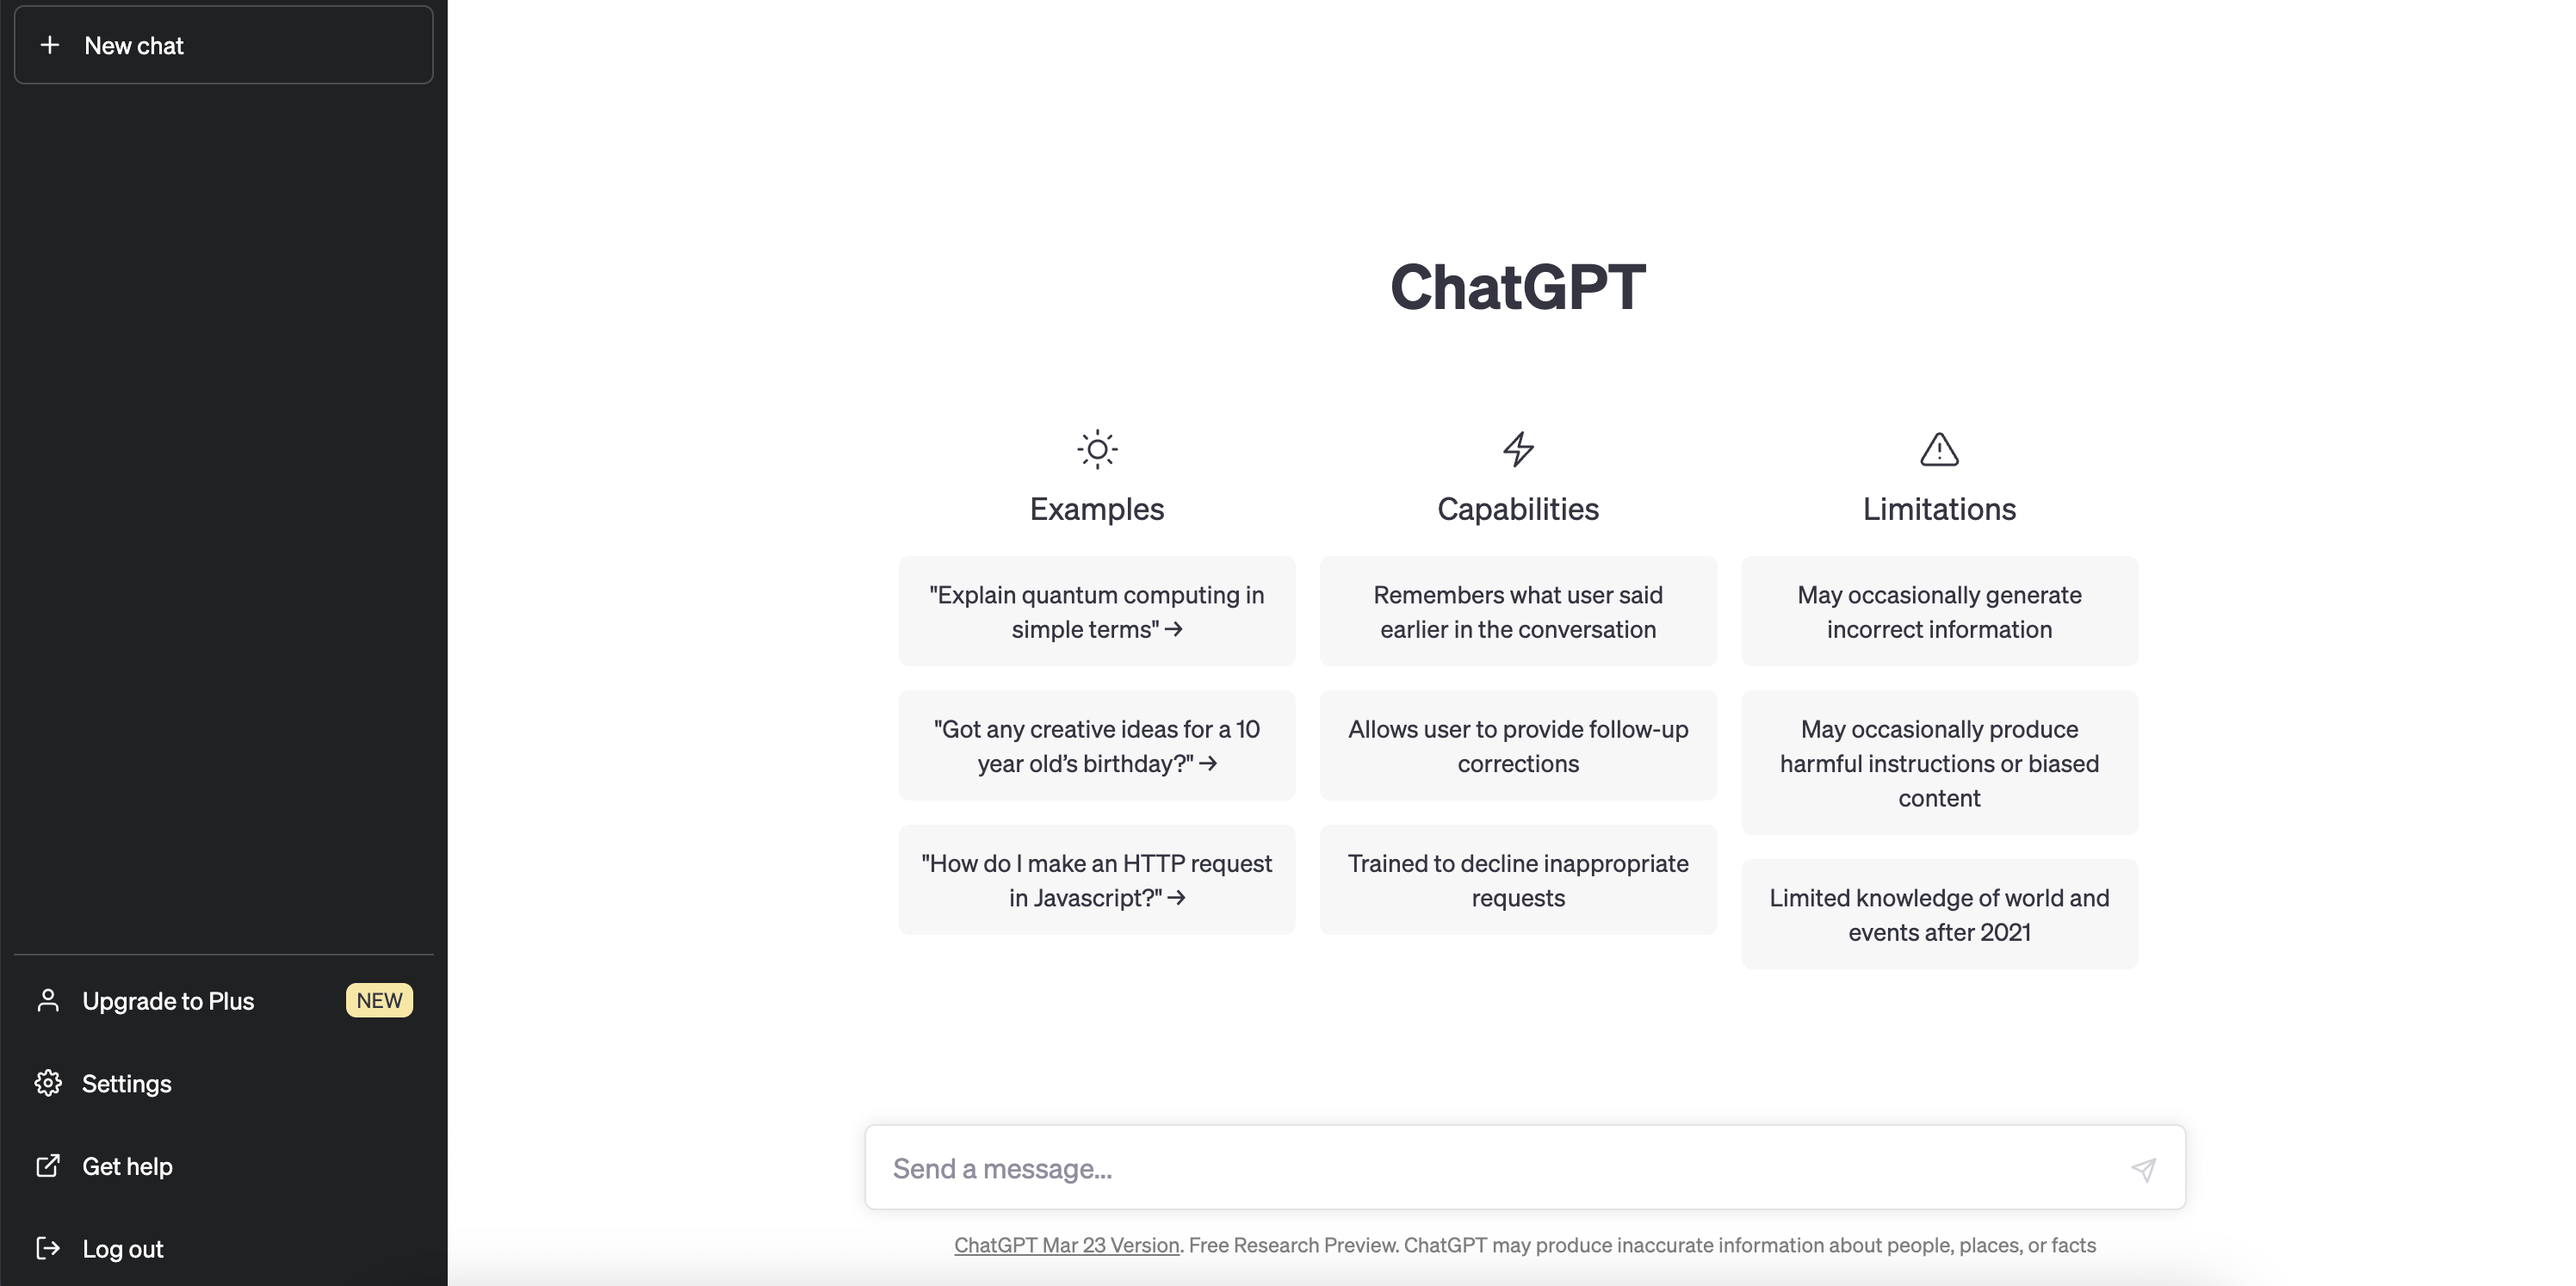 New chat
ChatGPT
Examples
"Explain quantum computing in
simple terms" →
"Got any creative ideas for a 10
year old’s birthday?" →
"How do I make an HTTP request
in Javascript?" →
Capabilities
Remembers what user said
earlier in the conversation
Allows user to provide follow-up
corrections
Trained to decline inappropriate
requests
Limitations
May occasionally generate
incorrect information
May occasionally produce
harmful instructions or biased
content
Limited knowledge of world and
events after 2021
Upgrade to Plus NEW
Settings
Get help
Log out
Send a message...
ChatGPT Mar 23 Version. Free Research Preview. ChatGPT may produce inaccurate information about people, places, or facts